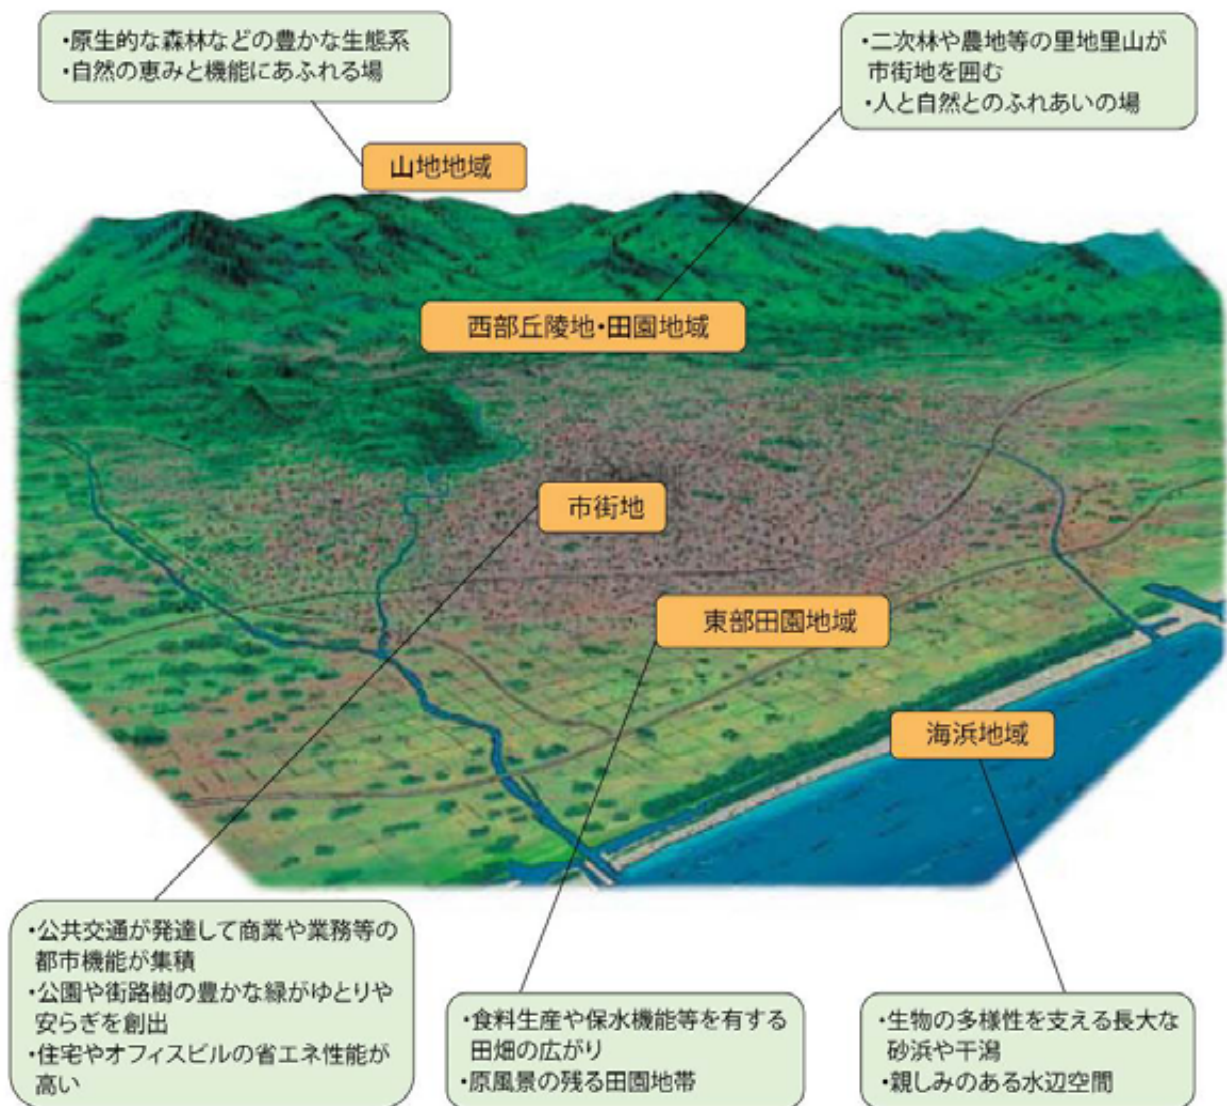 ・原生的な森林などの豊かな生態系
・自然の恵みと機能にあふれる場
・二次林や農地等の里地里山が
市街地を囲む
・人と自然とのふれあいの場
山地地域
西部丘陵地・田園地域
市街地
東部田園地域
海浜地域
・公共交通が発達して商業や業務等の
都市機能が集積
・公園や街路樹の豊かな緑がゆとりや
安らぎを創出
・住宅やオフィスビルの省エネ性能が
高い
・食料生産や保水機能等を有する
田畑の広がり
・原風景の残る田園地帯
・生物の多様性を支える長大な
砂浜や干潟
・親しみのある水辺空間